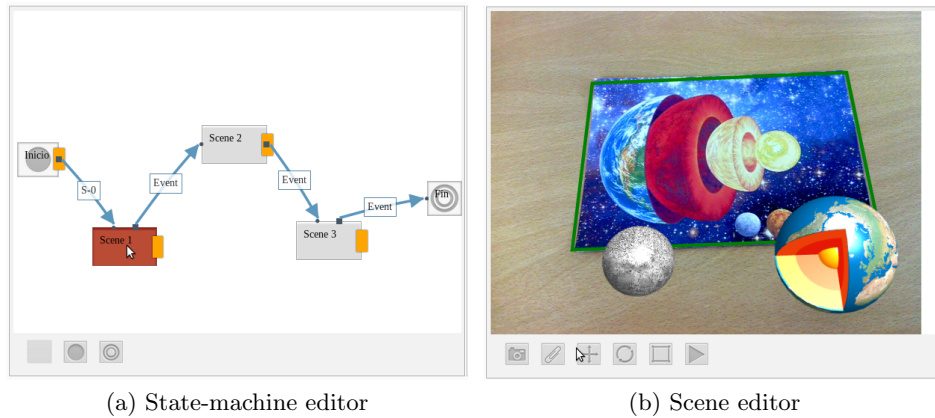 Inicio
S-0
Scene 1
Event
Scene 2
Event
Scene 3
Event
Fin
(a) State-machine editor
(b) Scene editor